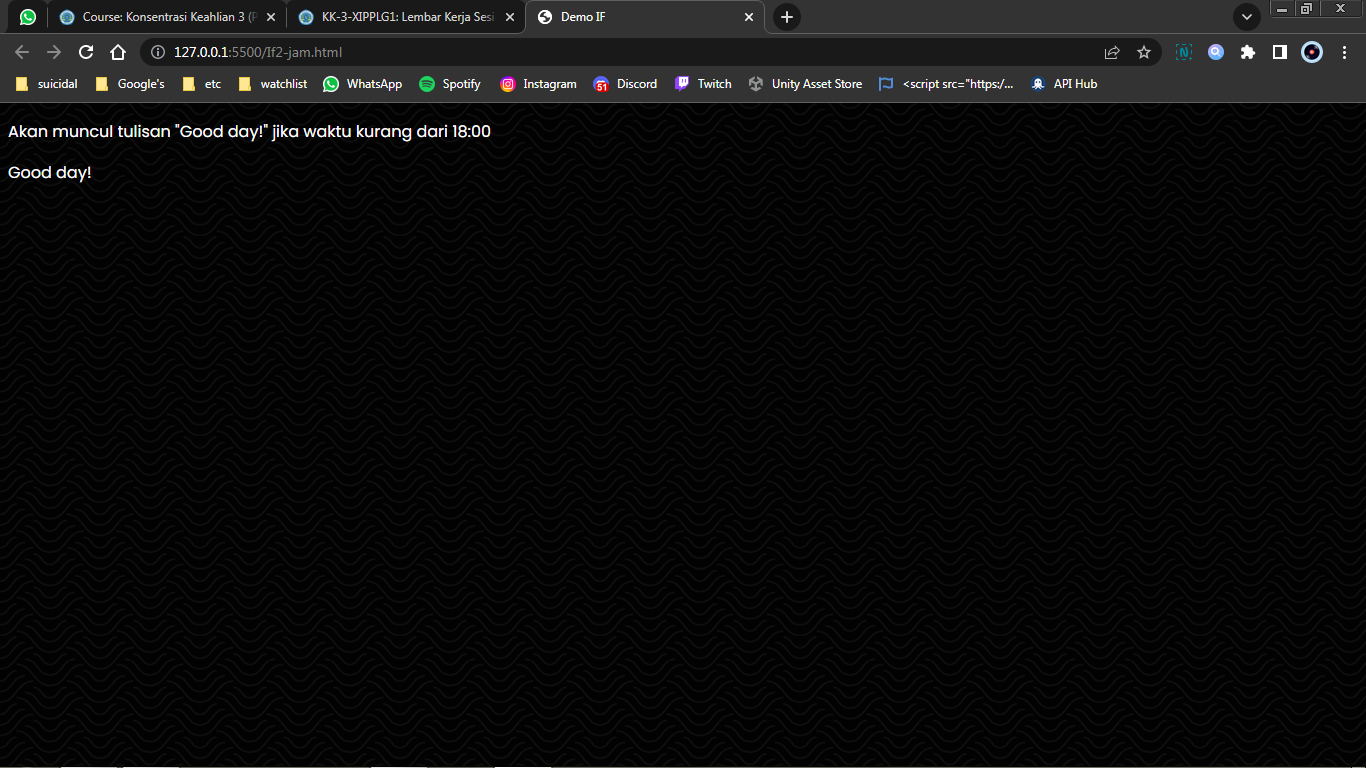 Course: Konsentrasi Keahlian 3 (P
KK-3-XIPPLG1: Lembar Kerja Sesi
Demo IF
127.0.0.1:5500/If2-jam.html
suicidal
Google's
etc
watchlist
WhatsApp
Spotify
Instagram
51
Discord
Twitch
Unity Asset Store
<script src="https:/...
API Hub
Akan muncul tulisan "Good day!" jika waktu kurang dari 18:00
Good day!